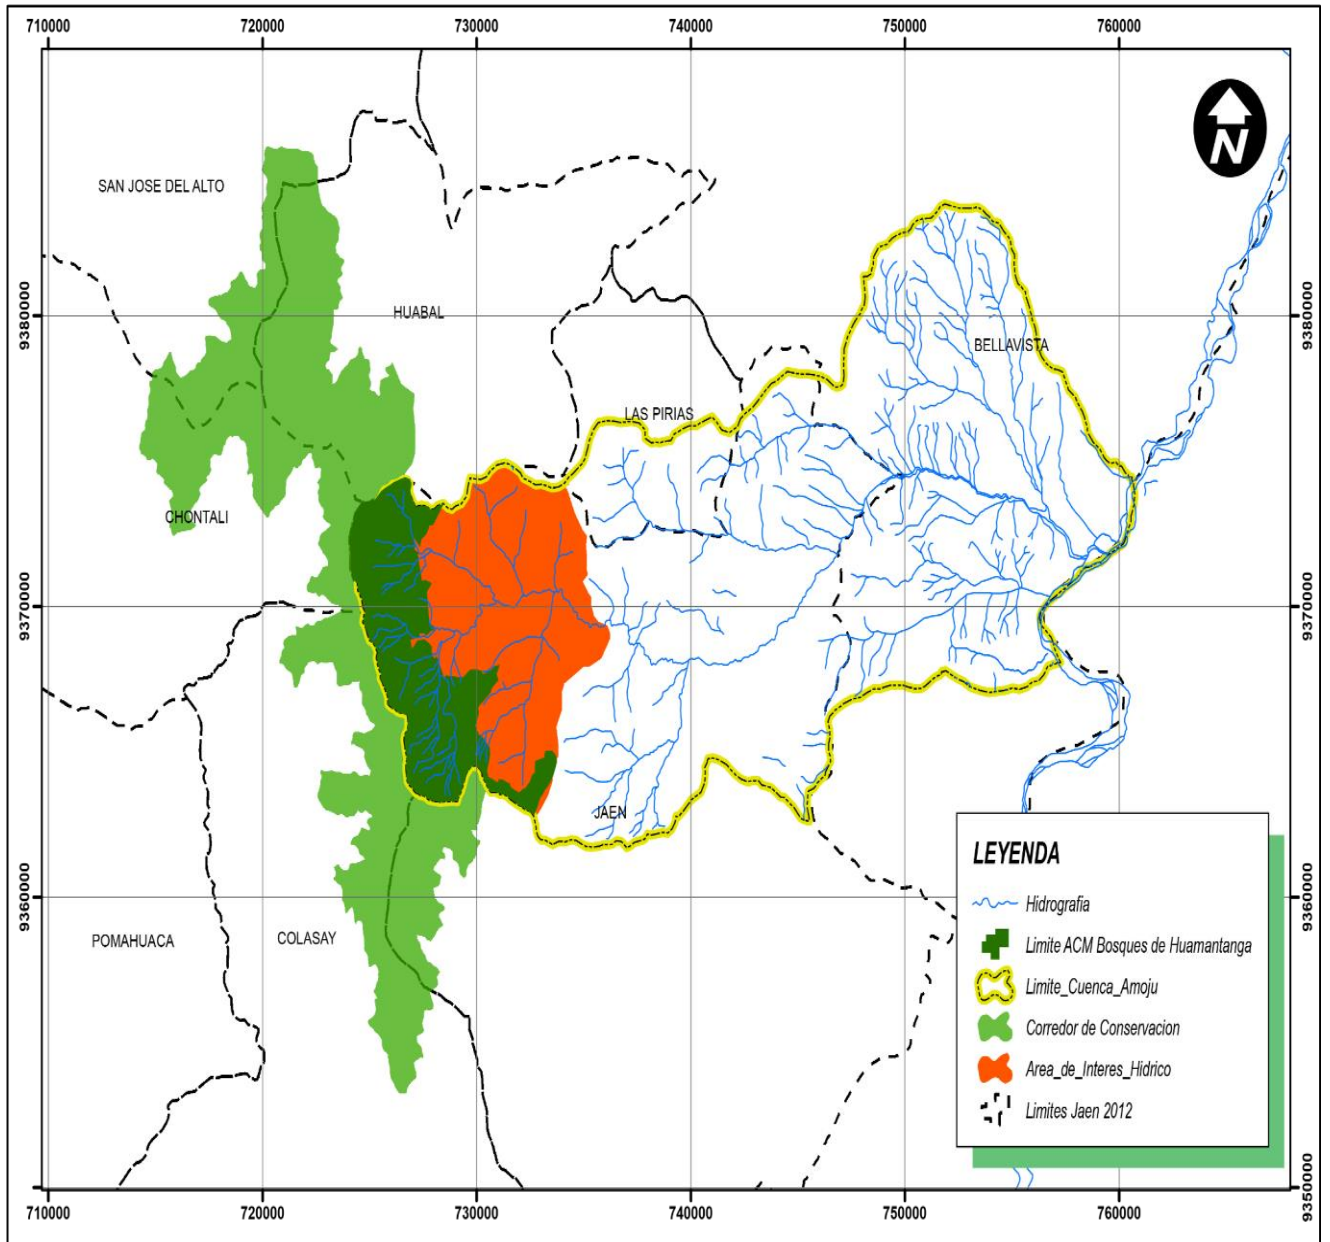 710000 720000 730000 740000 750000 760000
N
SAN JOSE DEL ALTO
HUABAL
9380000 9380000
BELLAVISTA
LAS PIRIAS
CHONTALI
9370000 9370000
JAEN
LEYENDA
Hidrografia
Limite ACM Bosques de Huamantanga
Limite_Cuenca_Amoju
Corredor de Conservacion
Area_de_Interes_Hidrico
Limites Jaen 2012
9360000 9360000
POMAHUACA
COLASAY
9350000
710000 720000 730000 740000 750000 760000